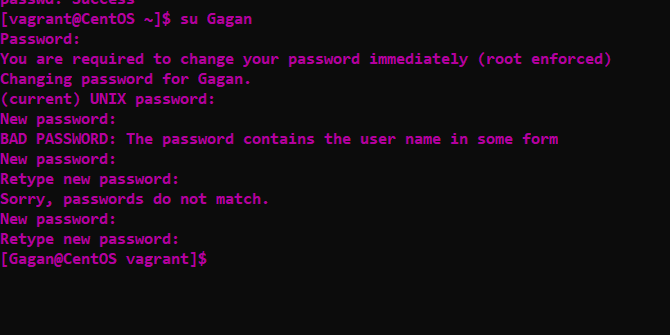 passwd: Success
[vagrant@CentOS ~]$ su Gagan
Password:
You are required to change your password immediately (root enforced)
Changing password for Gagan.
(current) UNIX password:
New password:
BAD PASSWORD: The password contains the user name in some form
New password:
Retype new password:
Sorry, passwords do not match.
New password:
Retype new password:
[Gagan@CentOS vagrant]$